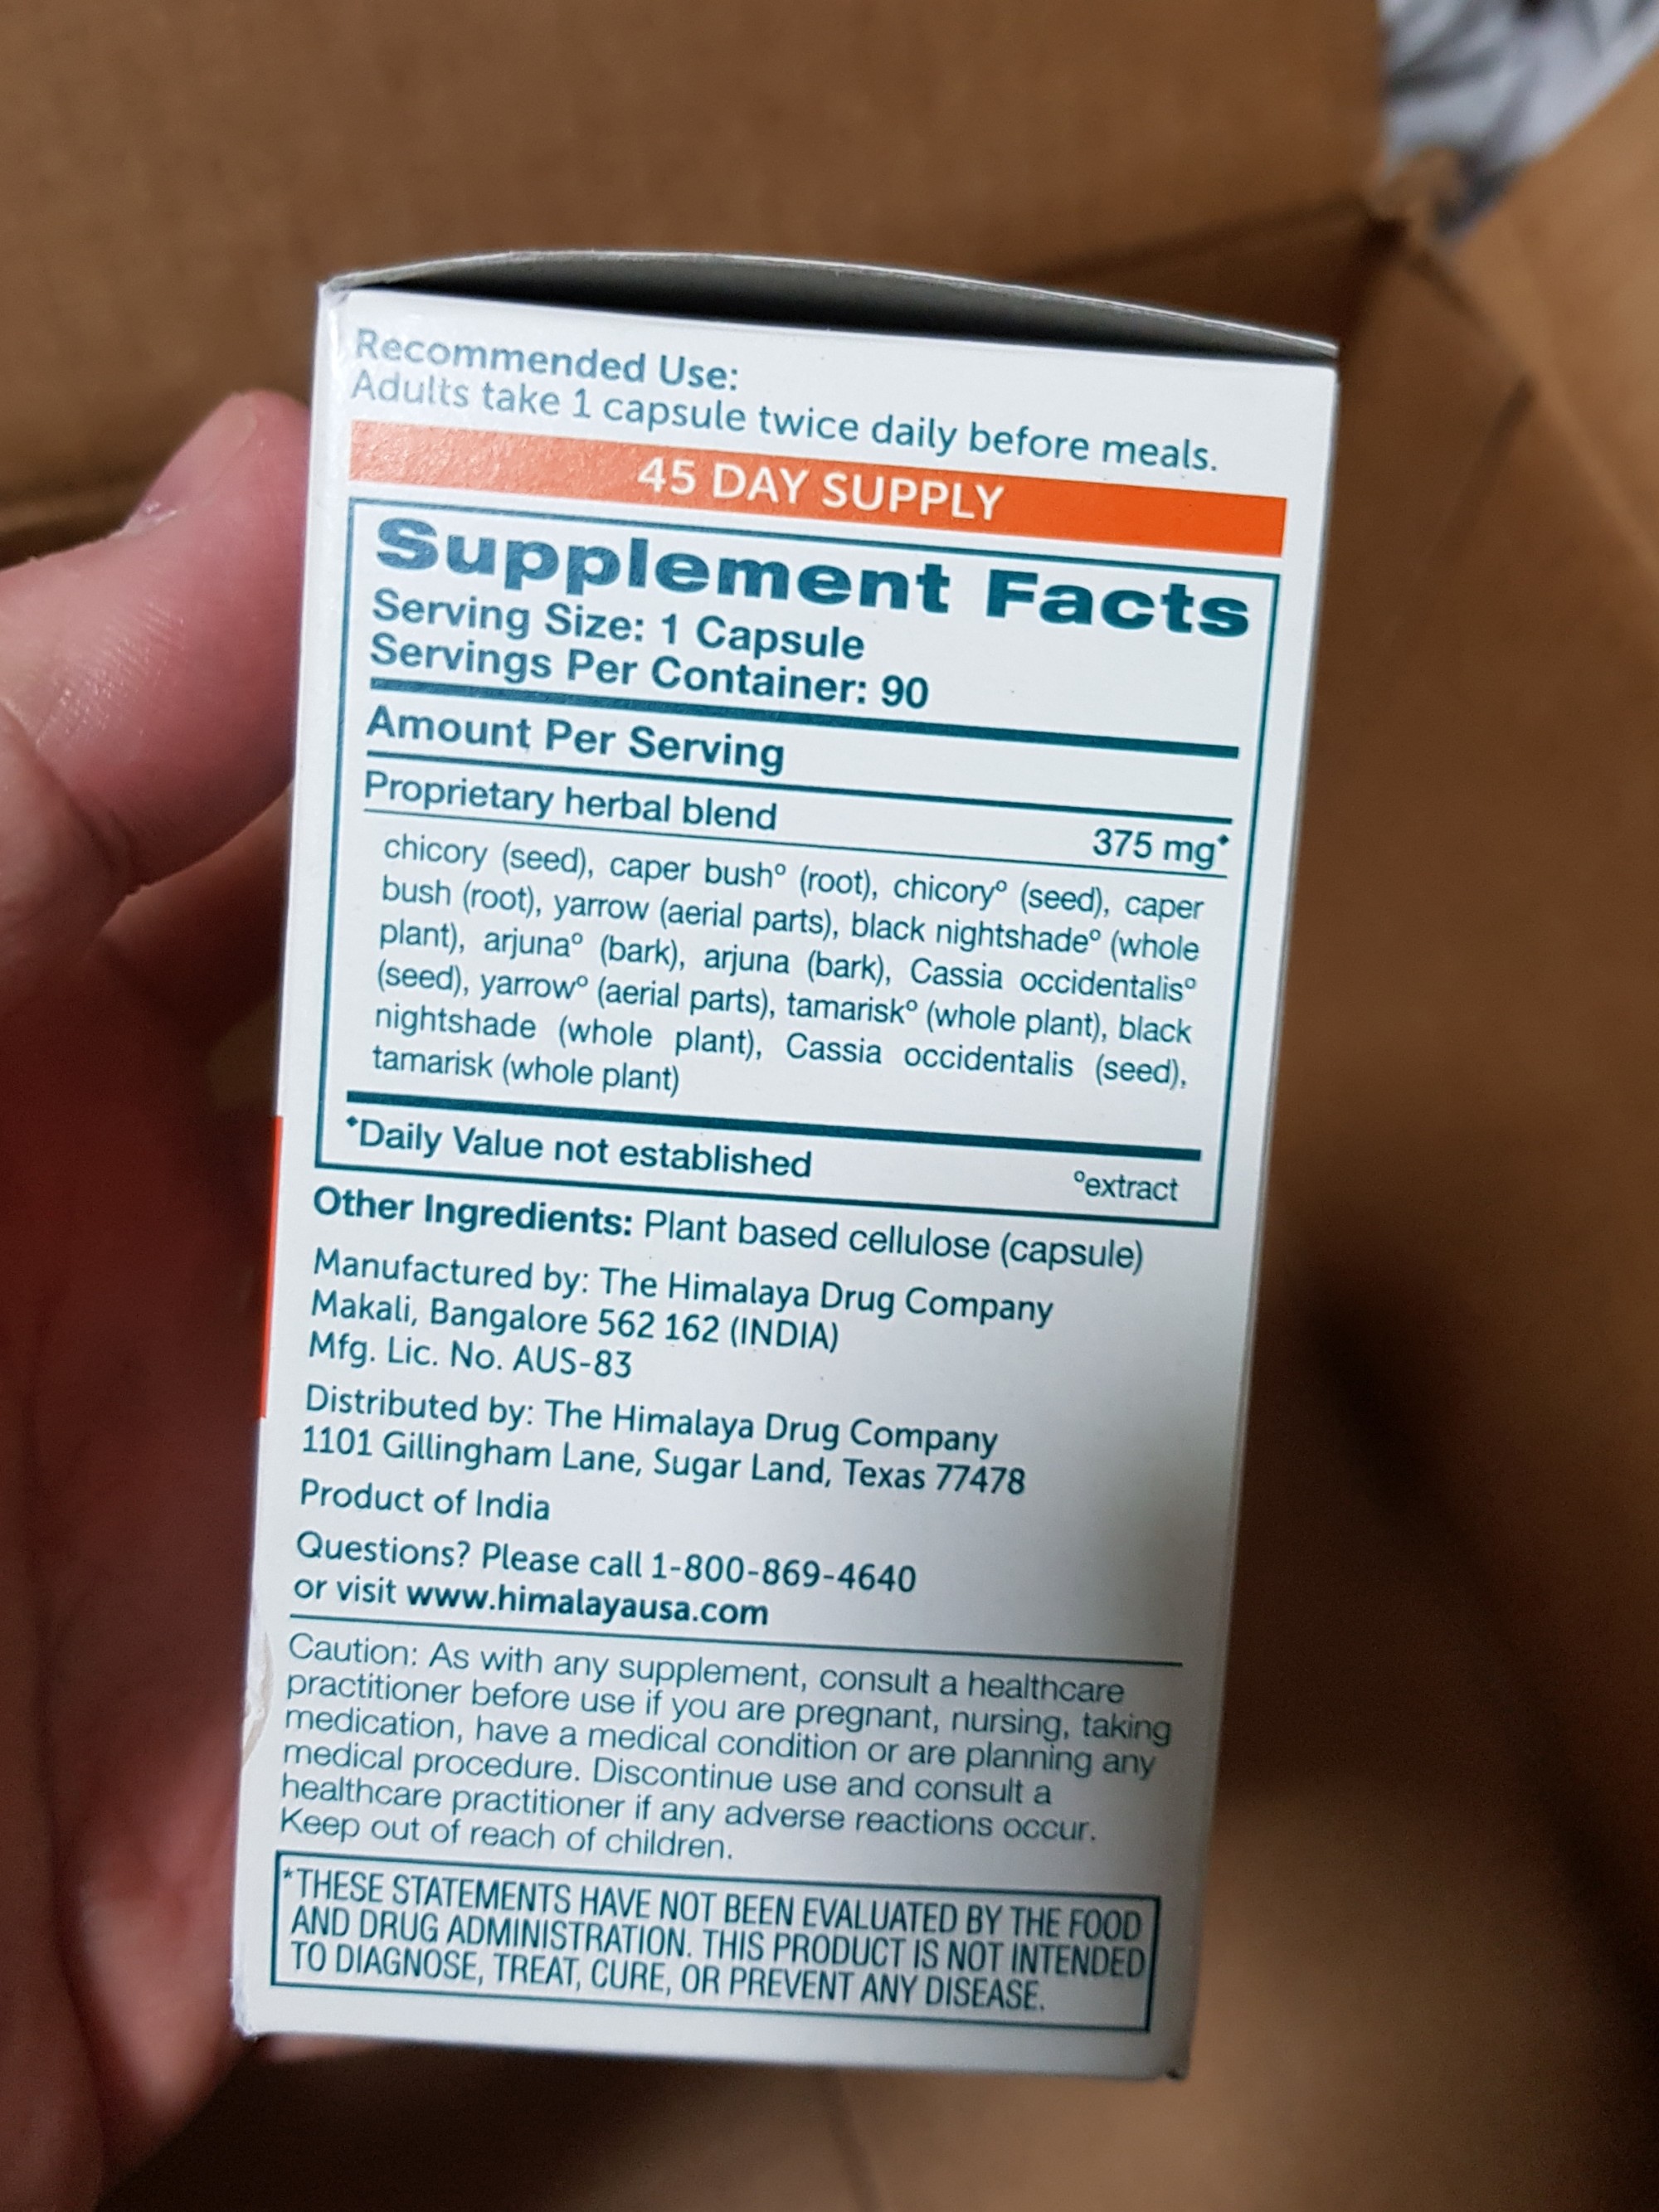 Recommended Use:
Adults take 1 capsule twice daily before meals.
45 DAY SUPPLY
Supplement Facts
Serving Size: 1 Capsule
Servings Per Container: 90
Amount Per Serving
Proprietary herbal blend 375 mg⬥
chicory (seed), caper bush° (root), chicory° (seed), caper
bush (root), yarrow (aerial parts), black nightshade° (whole
plant), arjuna° (bark), arjuna (bark), Cassia occidentalis°
(seed), yarrow° (aerial parts), tamarisk° (whole plant), black
nightshade (whole plant), Cassia occidentalis (seed),
tamarisk (whole plant)
⬥Daily Value not established °extract
Other Ingredients: Plant based cellulose (capsule)
Manufactured by: The Himalaya Drug Company
Makali, Bangalore 562 162 (INDIA)
Mfg. Lic. No. AUS-83
Distributed by: The Himalaya Drug Company
1101 Gillingham Lane, Sugar Land, Texas 77478
Product of India
Questions? Please call 1-800-869-4640
or visit www.himalayausa.com
Caution: As with any supplement, consult a healthcare
practitioner before use if you are pregnant, nursing, taking
medication, have a medical condition or are planning any
medical procedure. Discontinue use and consult a
healthcare practitioner if any adverse reactions occur.
Keep out of reach of children.
*THESE STATEMENTS HAVE NOT BEEN EVALUATED BY THE FOOD
AND DRUG ADMINISTRATION. THIS PRODUCT IS NOT INTENDED
TO DIAGNOSE, TREAT, CURE, OR PREVENT ANY DISEASE.